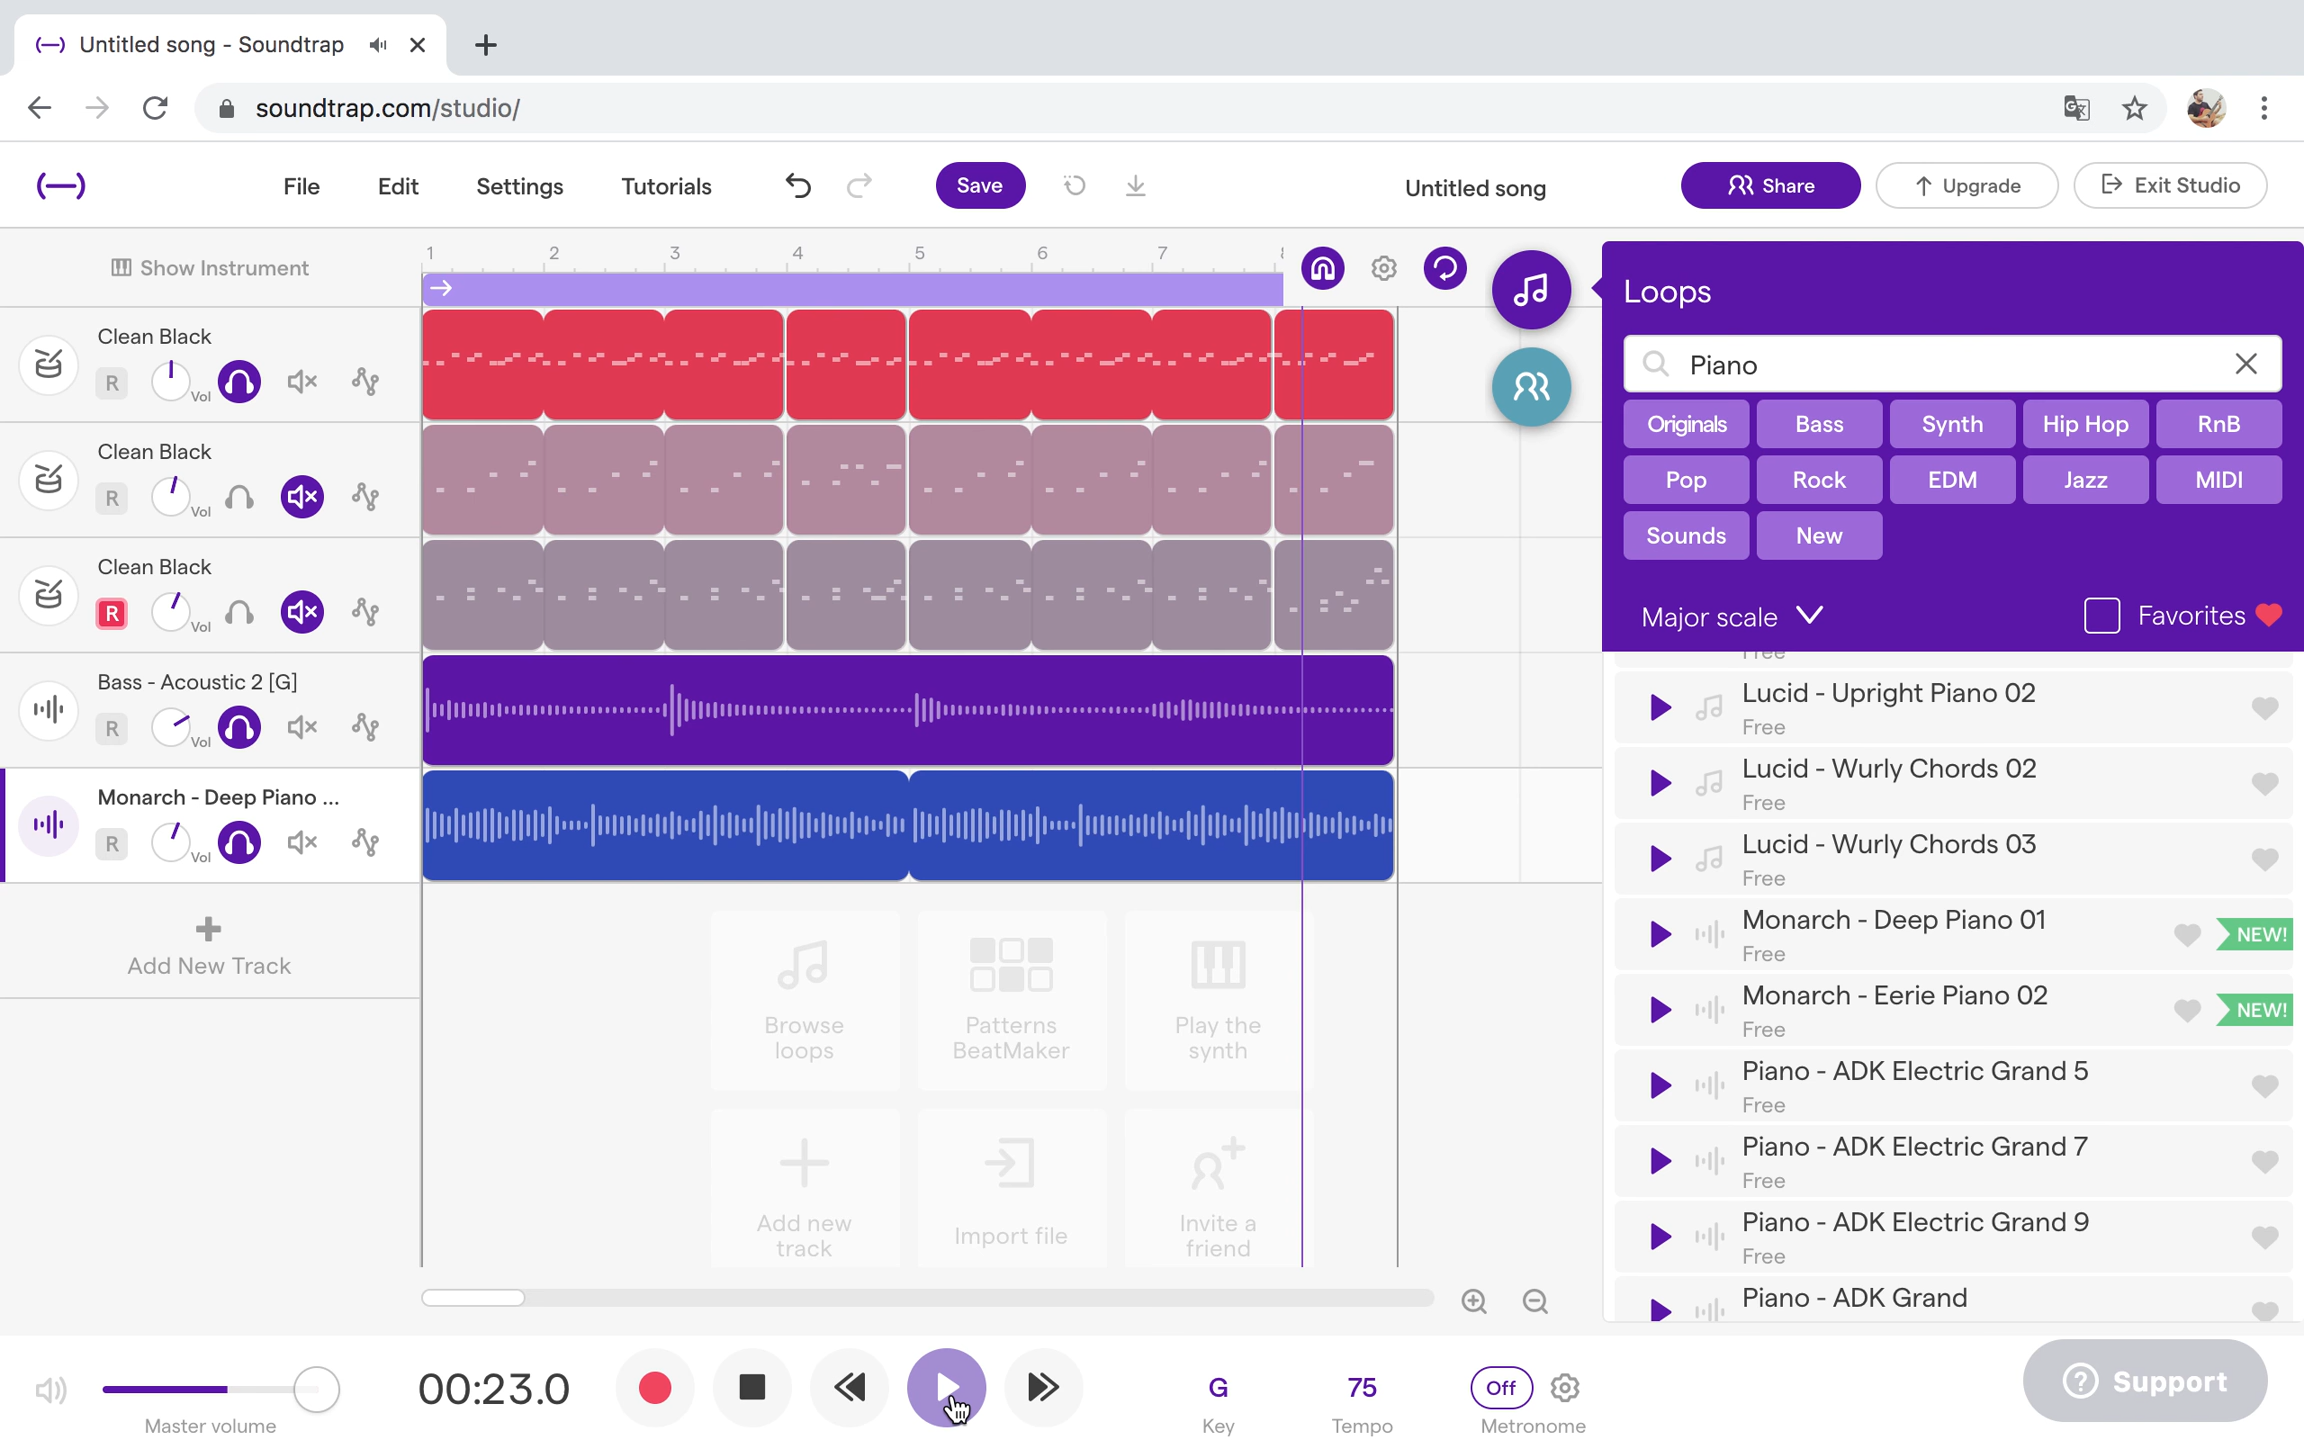 Untitled song - Soundtrap
soundtrap.com/studio/
File Edit Settings Tutorials Save Untitled song Share Upgrade Exit Studio
Show Instrument
1 2 3 4 5 6 7
Loops
Piano
Originals Bass Synth Hip Hop RnB
Pop Rock EDM Jazz MIDI
Sounds New
Major scale Favorites
Clean Black
R Vol
Clean Black
R Vol
Clean Black
R Vol
Bass - Acoustic 2 [G]
R Vol
Monarch - Deep Piano ...
R Vol
Add New Track
Browse
loops
Patterns
BeatMaker
Play the
synth
Add new
track
Import file
Invite a
friend
Free
Lucid - Upright Piano 02
Free
Lucid - Wurly Chords 02
Free
Lucid - Wurly Chords 03
Free
Monarch - Deep Piano 01
Free
NEW!
Monarch - Eerie Piano 02
Free
NEW!
Piano - ADK Electric Grand 5
Free
Piano - ADK Electric Grand 7
Free
Piano - ADK Electric Grand 9
Free
Piano - ADK Grand
Master volume
00:23.0
G
Key
75
Tempo
Off
Metronome
Support